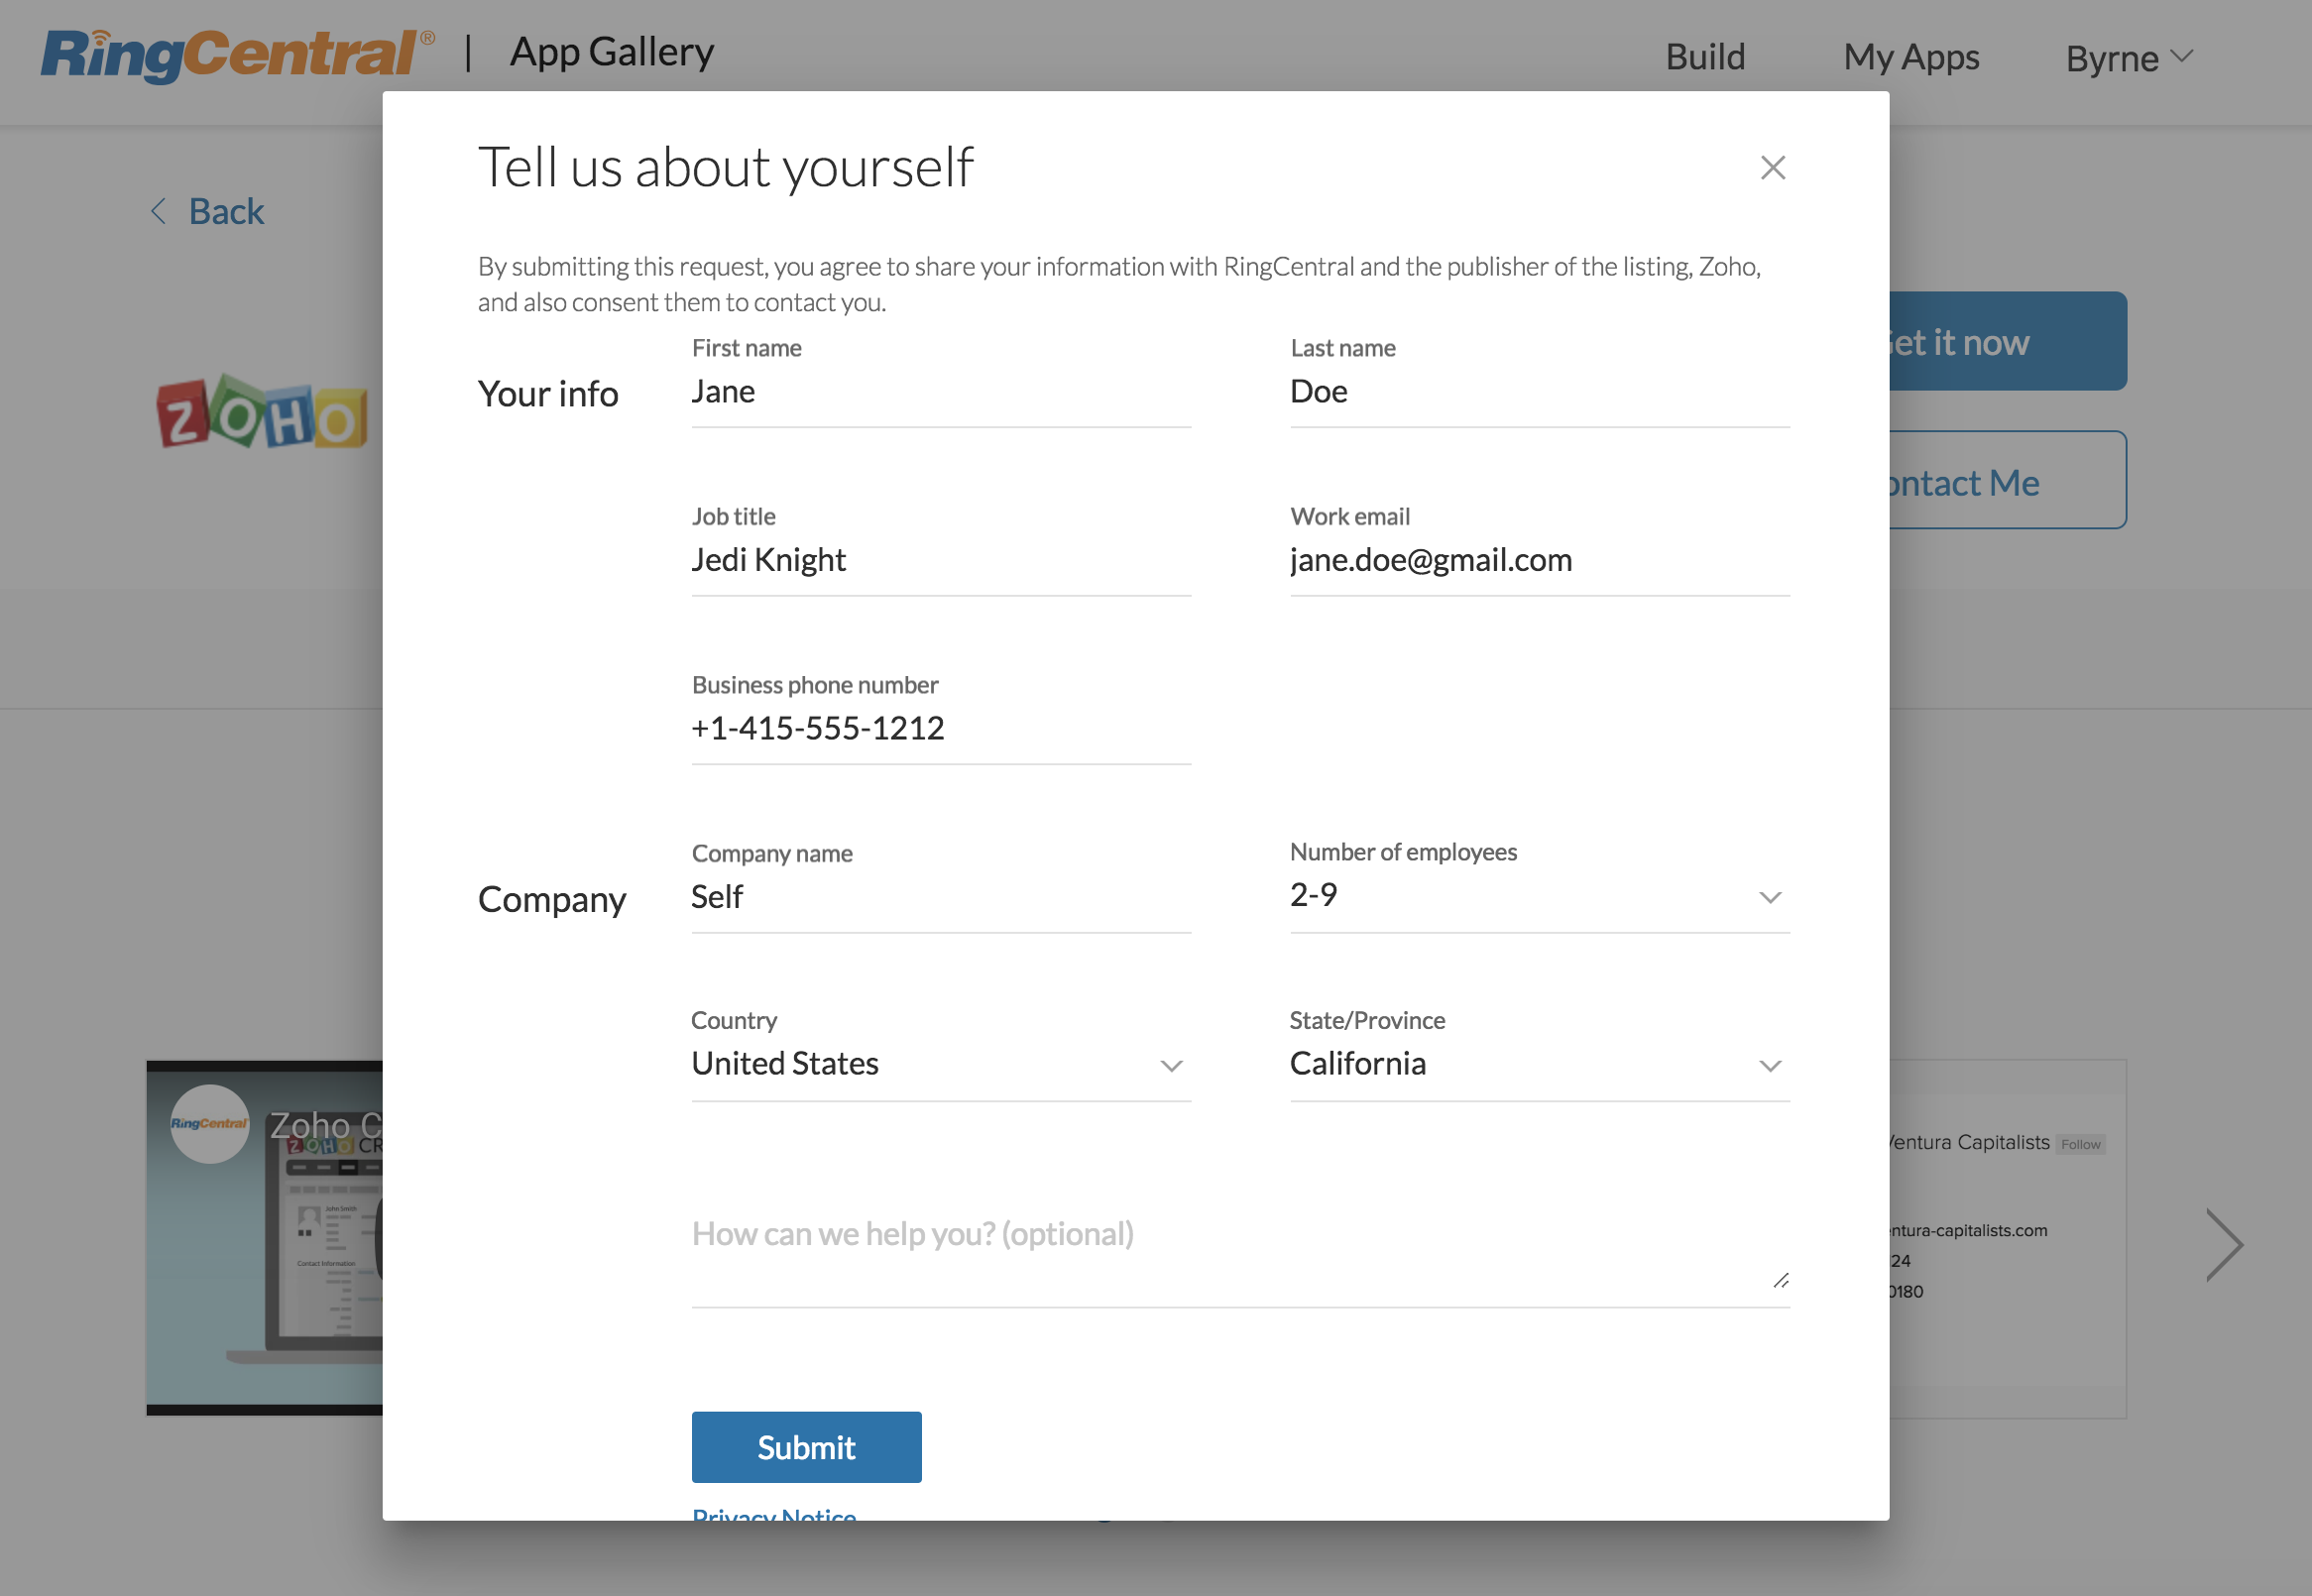 RingCentral® | App Gallery
Build
My Apps
Byrne
Back
ZOHO
Tell us about yourself
By submitting this request, you agree to share your information with RingCentral and the publisher of the listing, Zoho,
and also consent them to contact you.
Your info
First name
Jane
Last name
Doe
Job title
Jedi Knight
Work email
jane.doe@gmail.com
Business phone number
+1-415-555-1212
Company
Company name
Self
Number of employees
2-9
Country
United States
State/Province
California
How can we help you? (optional)
Submit
Privacy Notice
et it now
ontact Me
RingCentral
Zoho C
ZOHO CR
John Smith
Contact Information
Ventura Capitalists Follow
ntura-capitalists.com
24
0180